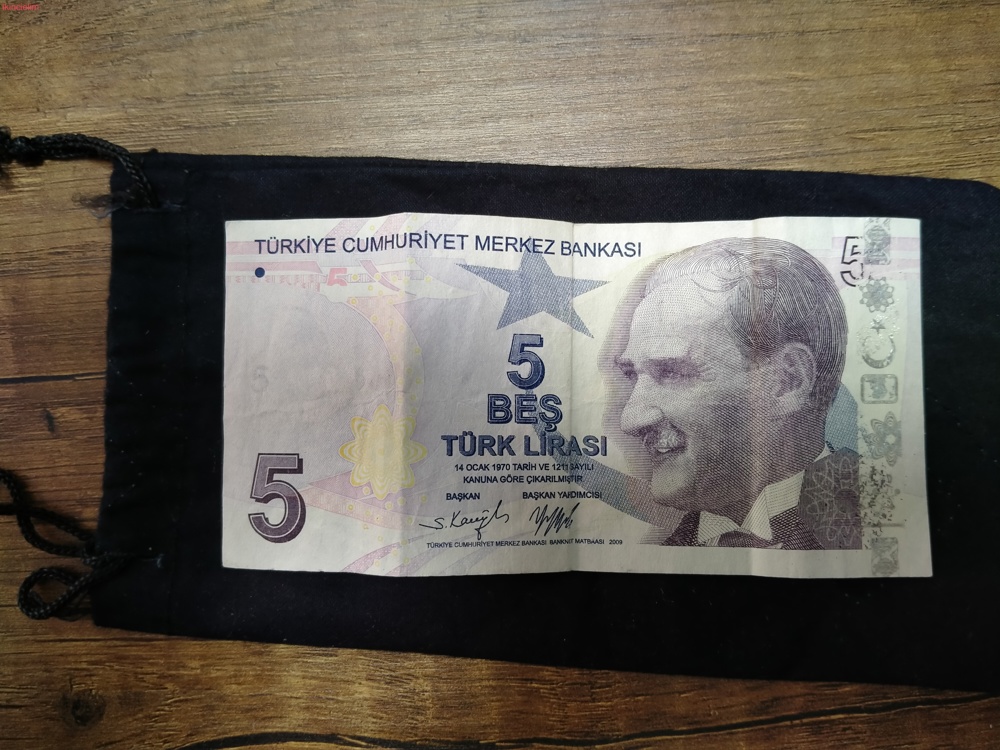 TÜRKİYE CUMHURİYET MERKEZ BANKASI
5
5
BEŞ
TÜRK LİRASI
14 OCAK 1970 TARİH VE 1211 SAYILI
KANUNA GÖRE ÇIKARILMIŞTIR
BAŞKAN BAŞKAN YARDIMCISI
5
TÜRKİYE CUMHURİYET MERKEZ BANKASI BANKNOT MATBAASI 2009